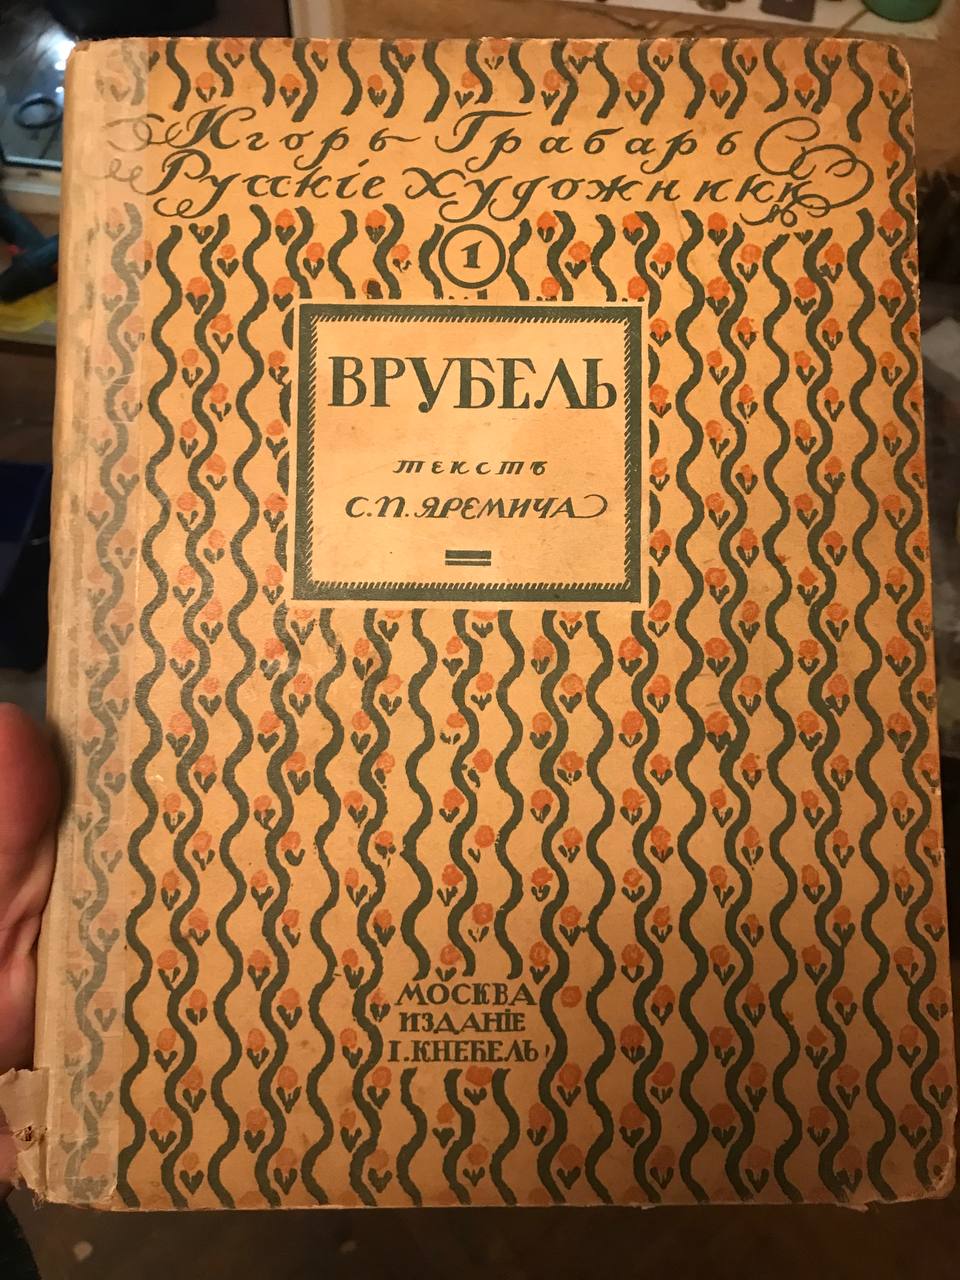 Игорь Грабарь
Русскіе Художники
1
ВРУБЕЛЬ
текстъ
С.П. ЯРЕМИЧА
МОСКВА
ИЗДАНІЕ
І. КНЕБЕЛЬ